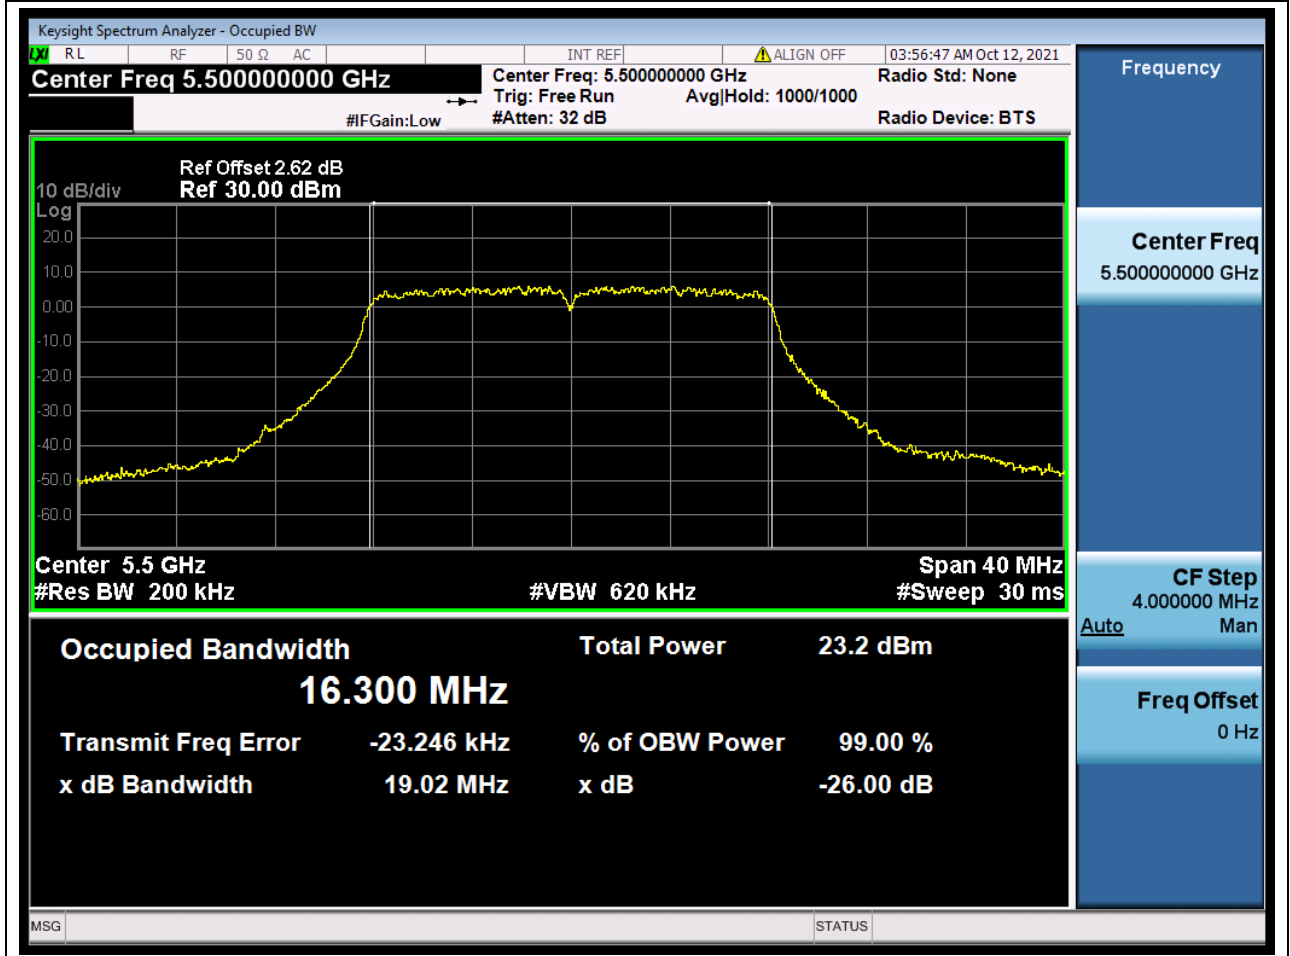 Keysight Spectrum Analyzer - Occupied BW
LXI RL RF 50 Ω AC INT REF ALIGN OFF 03:56:47 AM Oct 12, 2021
Center Freq 5.500000000 GHz
Center Freq: 5.500000000 GHz
Radio Std: None
Trig: Free Run Avg|Hold: 1000/1000
#IFGain:Low #Atten: 32 dB Radio Device: BTS
Ref Offset 2.62 dB
10 dB/div Ref 30.00 dBm
Log
20.0
10.0
0.00
-10.0
-20.0
-30.0
-40.0
-50.0
-60.0
Center 5.5 GHz Span 40 MHz
#Res BW 200 kHz #VBW 620 kHz #Sweep 30 ms
Occupied Bandwidth Total Power 23.2 dBm
16.300 MHz
Transmit Freq Error -23.246 kHz % of OBW Power 99.00 %
x dB Bandwidth 19.02 MHz x dB -26.00 dB
MSG STATUS
Frequency
Center Freq
5.500000000 GHz
CF Step
4.000000 MHz
Auto Man
Freq Offset
0 Hz